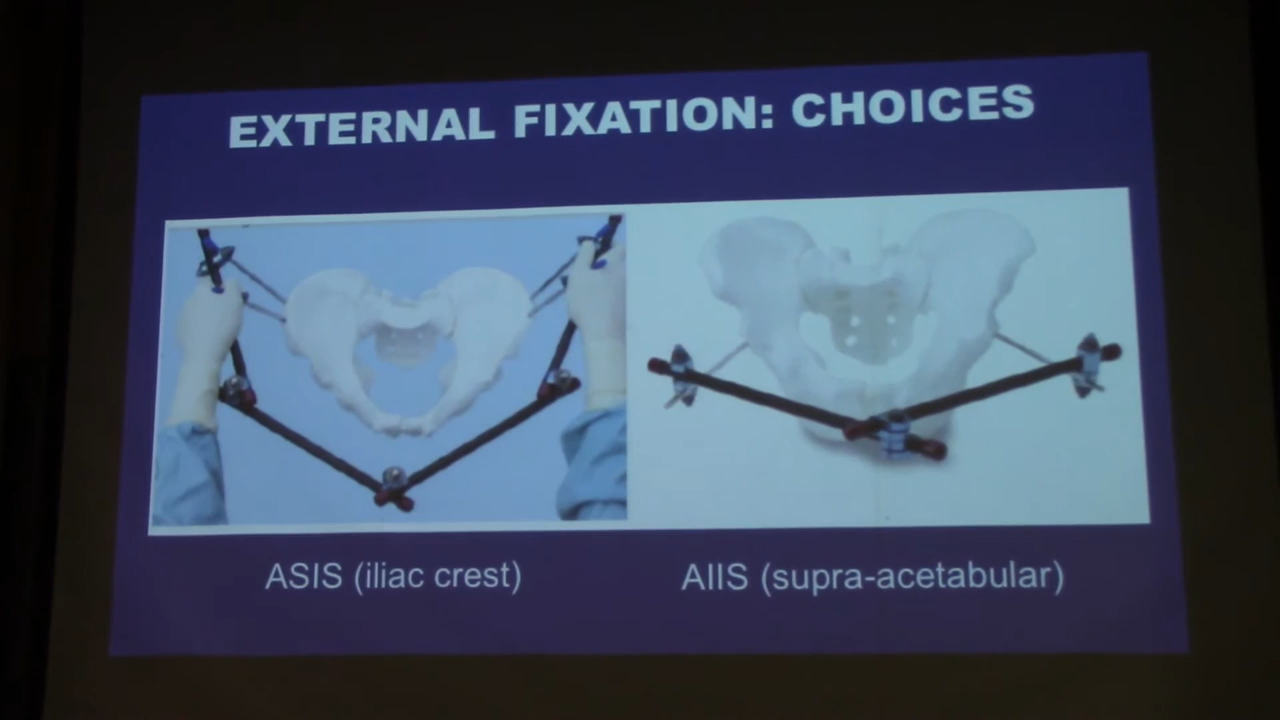 EXTERNAL FIXATION: CHOICES
ASIS (iliac crest)
AIIS (supra-acetabular)